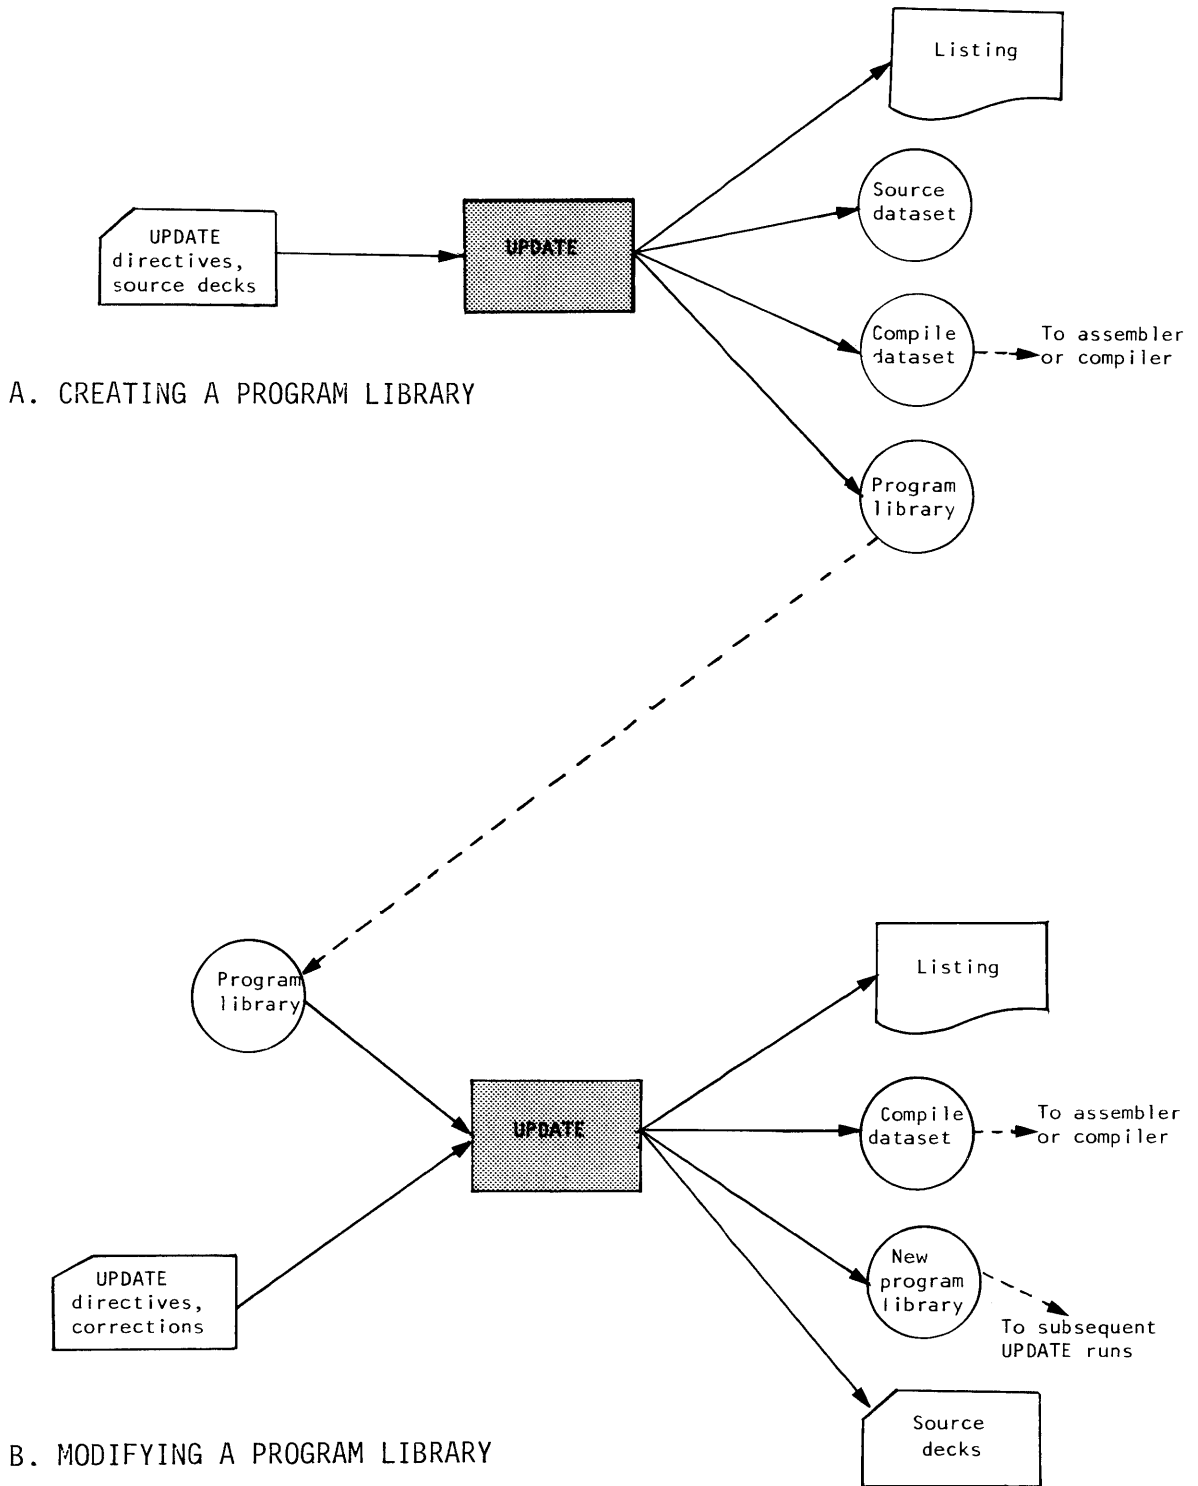 Listing
Source
dataset
UPDATE
directives,
source decks
UPDATE
Compile
dataset
To assembler
or compiler
A. CREATING A PROGRAM LIBRARY
Program
library
Program
library
Listing
UPDATE
Compile
dataset
To assembler
or compiler
UPDATE
directives,
corrections
New
program
library
To subsequent
UPDATE runs
Source
decks
B. MODIFYING A PROGRAM LIBRARY